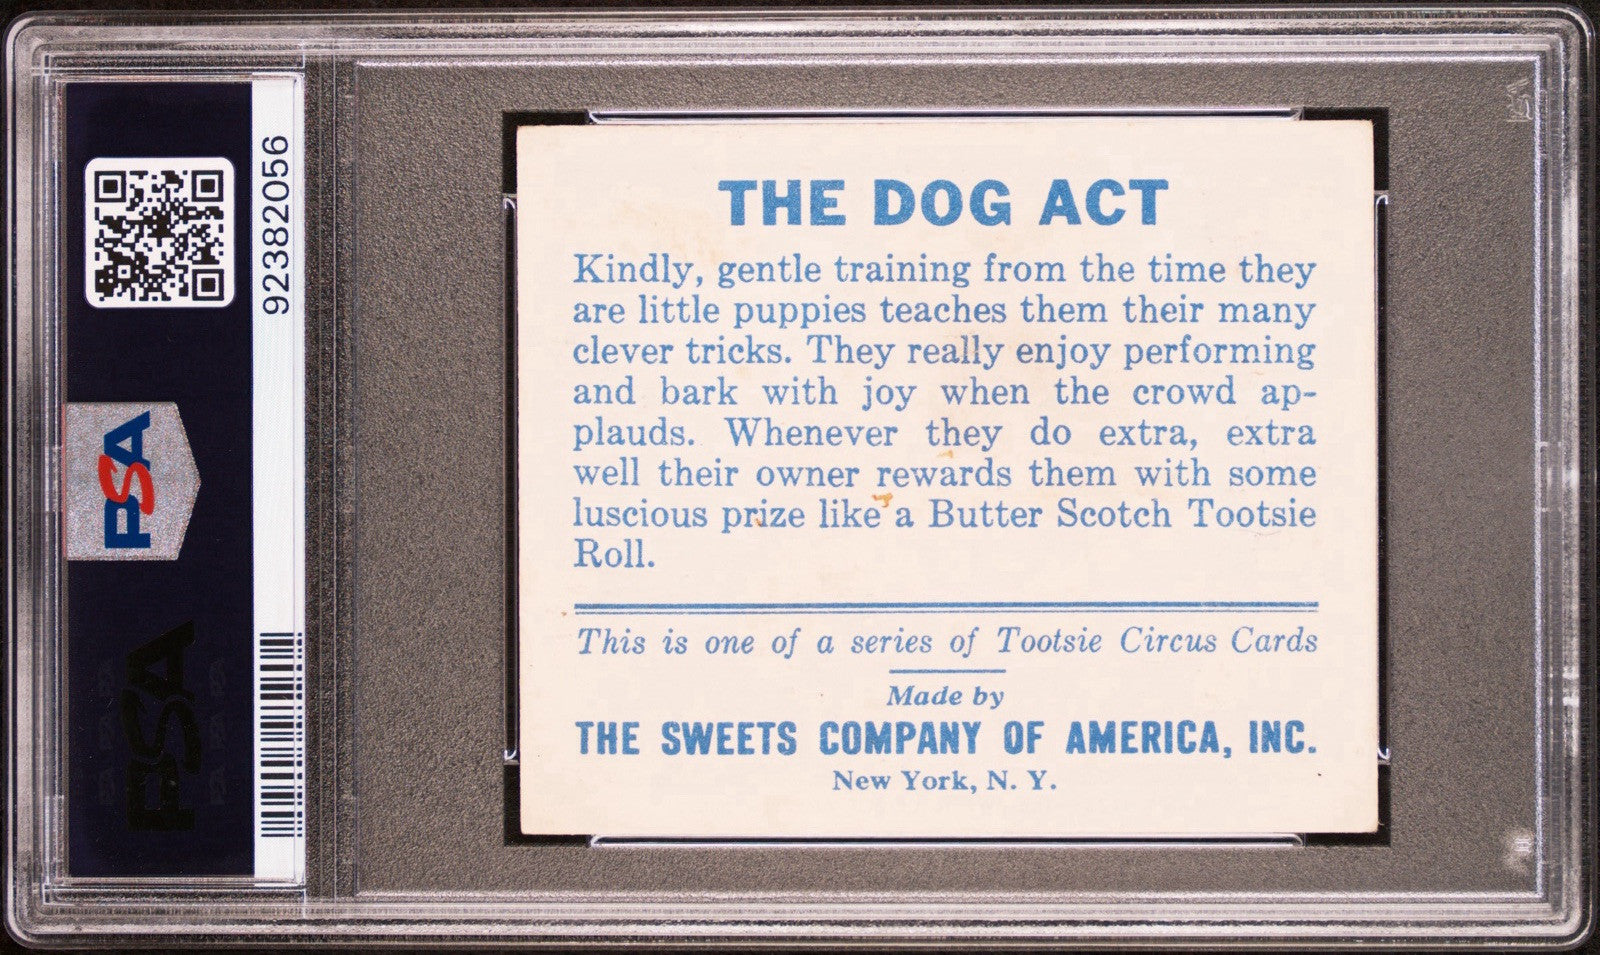 92382056
PSA
PSA
THE DOG ACT
Kindly, gentle training from the time they
are little puppies teaches them their many
clever tricks. They really enjoy performing
and bark with joy when the crowd ap-
plauds. Whenever they do extra, extra
well their owner rewards them with some
luscious prize like a Butter Scotch Tootsie
Roll.
This is one of a series of Tootsie Circus Cards
Made by
THE SWEETS COMPANY OF AMERICA, INC.
New York, N. Y.